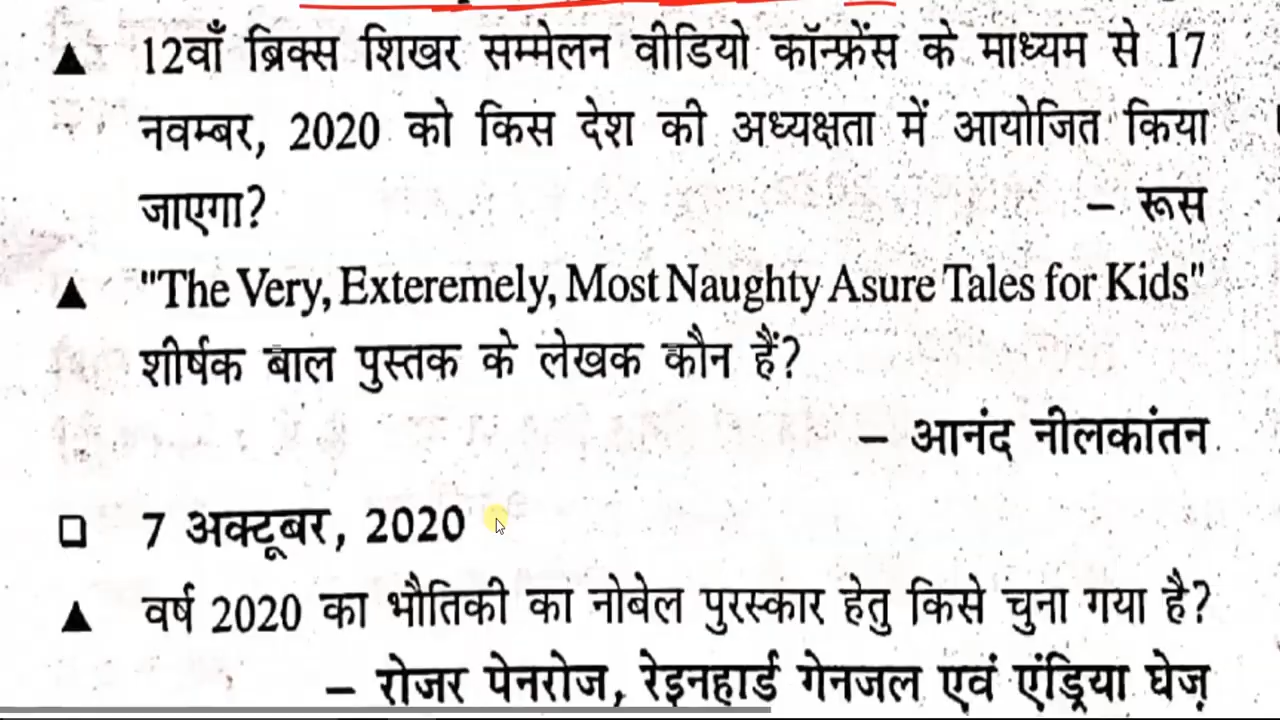 ▲ 12वाँ ब्रिक्स शिखर सम्मेलन वीडियो कॉन्फ्रेंस के माध्यम से 17
नवम्बर, 2020 को किस देश की अध्यक्षता में आयोजित किया
जाएगा? – रूस
▲ "The Very, Exteremely, Most Naughty Asure Tales for Kids"
शीर्षक बाल पुस्तक के लेखक कौन हैं?
– आनंद नीलकांतन
□ 7 अक्टूबर, 2020
▲ वर्ष 2020 का भौतिकी का नोबेल पुरस्कार हेतु किसे चुना गया है?
– रोजर पेनरोज, रेइनहार्ड गेनजल एवं एंड्रिया घेज़